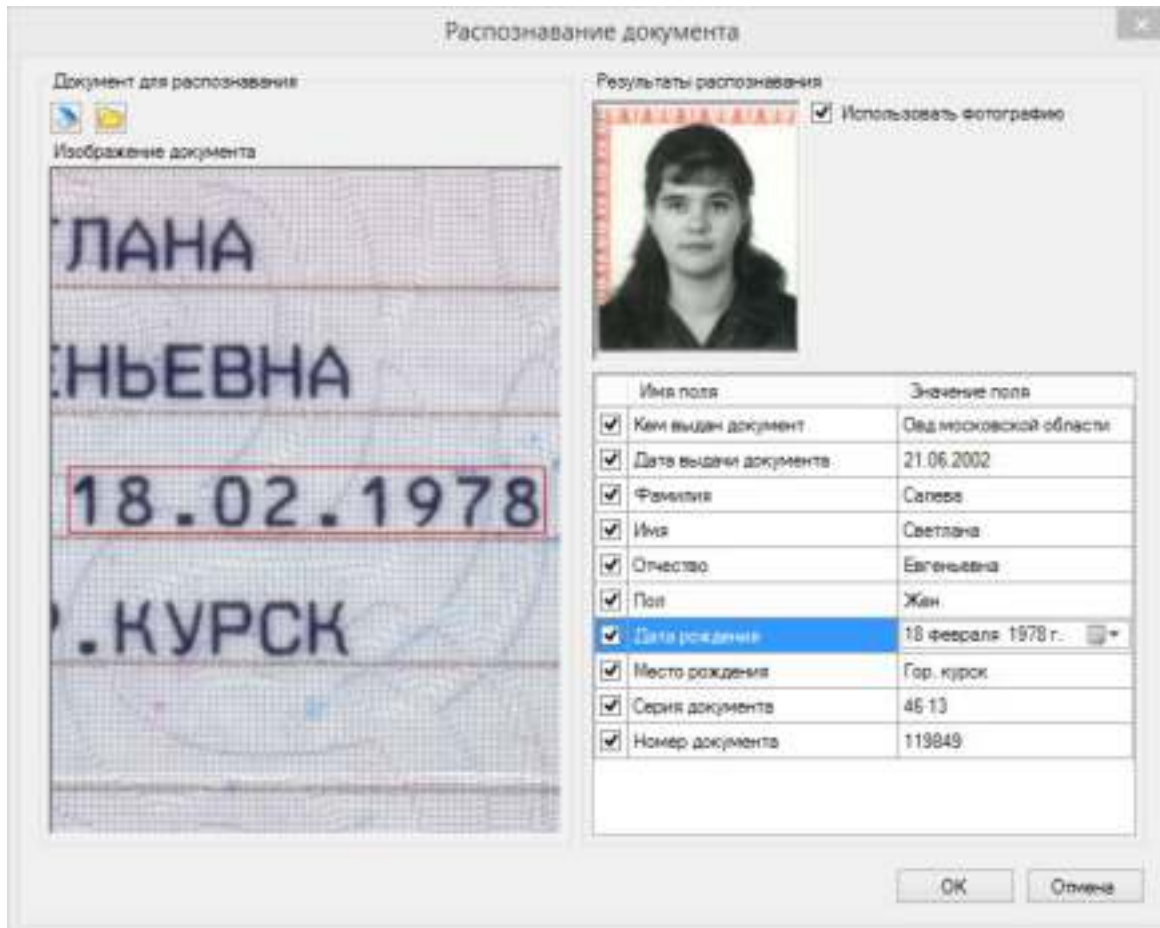 Распознавание документа
Документ для распознавания
Изображение документа
ТЛАНА
ЕНЬЕВНА
18.02.1978
Р.КУРСК
Результаты распознавания
Использовать фотографию
Имя поля Значение поля
Кем выдан документ Овд московской области
Дата выдачи документа 21.06.2002
Фамилия Сапева
Имя Светлана
Отчество Евгеньевна
Пол Жен
Дата рождения 18 февраля 1978 г.
Место рождения Гор. курск
Серия документа 46 13
Номер документа 119849
OK Отмена